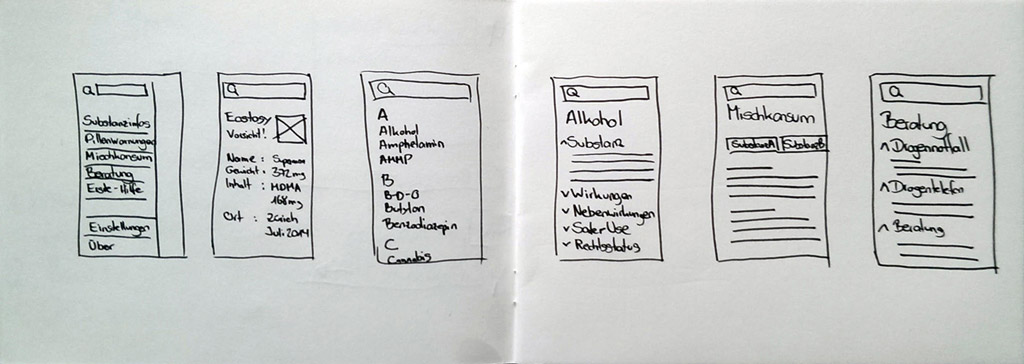 Substanzinfos
Pillenwarnungen
Mischkonsum
Beratung
Erste-Hilfe
Einstellungen
Über
Ecstasy
Vorsicht!
Name : Superman
Gewicht : 372mg
Inhalt : MDMA
168mg
Ort : Zürich
Juli 2014
A
Alkohol
Amphetamin
B
Butylon
Benzodiazepin
C
Cannabis
Alkohol
Substanz
Wirkungen
Nebenwirkungen
Safer Use
Rechtsstatus
Mischkonsum
Substanz A
Substanz B
Beratung
Drogennotfall
Drogentelefon
Beratung